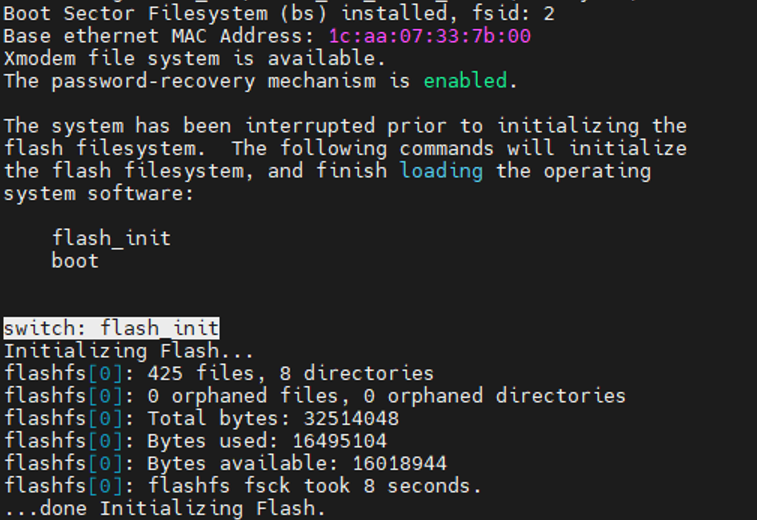 Boot Sector Filesystem (bs) installed, fsid: 2
Base ethernet MAC Address: 1c:aa:07:33:7b:00
Xmodem file system is available.
The password-recovery mechanism is enabled.
The system has been interrupted prior to initializing the
flash filesystem.  The following commands will initialize
the flash filesystem, and finish loading the operating
system software:
    flash_init
    boot
switch: flash_init
Initializing Flash...
flashfs[0]: 425 files, 8 directories
flashfs[0]: 0 orphaned files, 0 orphaned directories
flashfs[0]: Total bytes: 32514048
flashfs[0]: Bytes used: 16495104
flashfs[0]: Bytes available: 16018944
flashfs[0]: flashfs fsck took 8 seconds.
...done Initializing Flash.